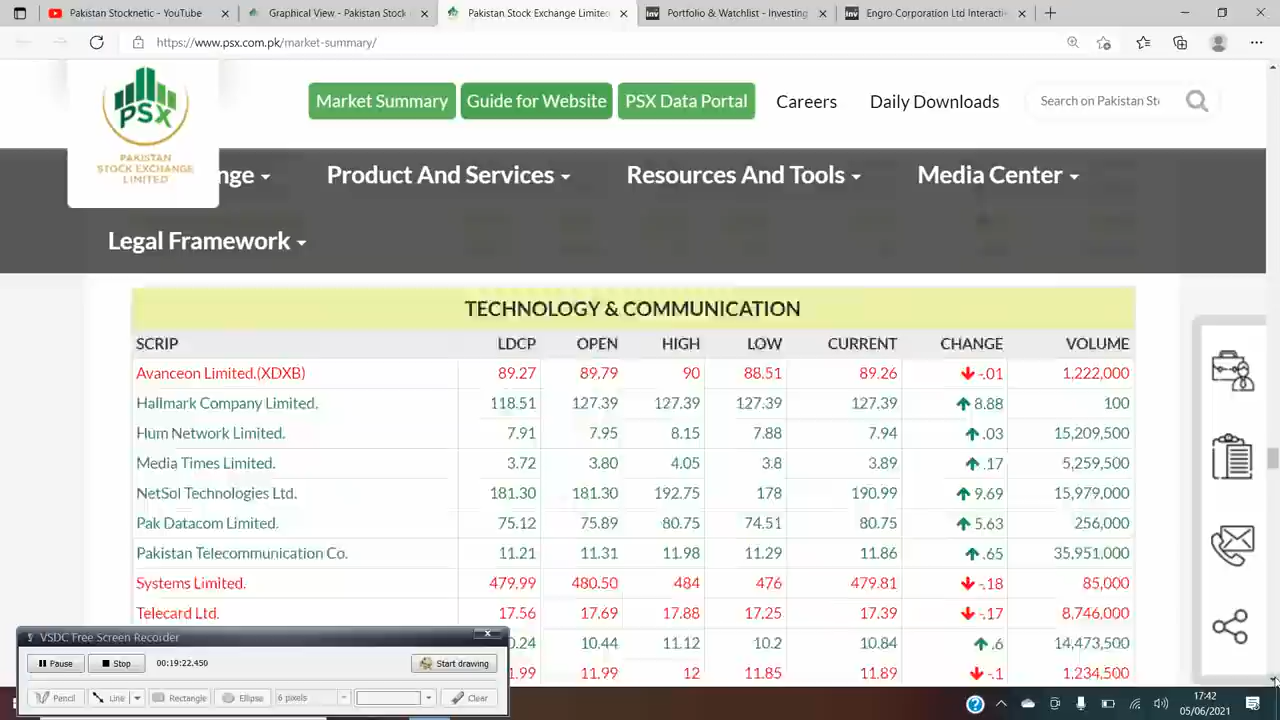 Pakistan Stocknetic - YouTube
Graphical View - Pakistan Stock
Pakistan Stock Exchange Limited
Portfolio & Watchlist - Investing
Engro Corporation Ltd Interacti
https://www.psx.com.pk/market-summary/
PSX
PAKISTAN
STOCK EXCHANGE
LIMITED
Market Summary Guide for Website PSX Data Portal Careers Daily Downloads Search on Pakistan St
nge Product And Services Resources And Tools Media Center
Legal Framework
TECHNOLOGY & COMMUNICATION
SCRIP LDCP OPEN HIGH LOW CURRENT CHANGE VOLUME
Avanceon Limited.(XDXB) 89.27 89.79 90 88.51 89.26 -.01 1,222,000
Hallmark Company Limited. 118.51 127.39 127.39 127.39 127.39 8.88 100
Hum Network Limited. 7.91 7.95 8.15 7.88 7.94 .03 15,209,500
Media Times Limited. 3.72 3.80 4.05 3.8 3.89 .17 5,259,500
NetSol Technologies Ltd. 181.30 181.30 192.75 178 190.99 9.69 15,979,000
Pak Datacom Limited. 75.12 75.89 80.75 74.51 80.75 5.63 256,000
Pakistan Telecommunication Co. 11.21 11.31 11.98 11.29 11.86 .65 35,951,000
Systems Limited. 479.99 480.50 484 476 479.81 -.18 85,000
Telecard Ltd. 17.56 17.69 17.88 17.25 17.39 -.17 8,746,000
0.24 10.44 11.12 10.2 10.84 .6 14,473,500
.99 11.99 12 11.85 11.89 -.1 1,234,500
VSDC Free Screen Recorder
Pause Stop 00:19:22.450 Start drawing
Pencil Line Rectangle Ellipse 6 pixels Clear
17:42
05/06/2021